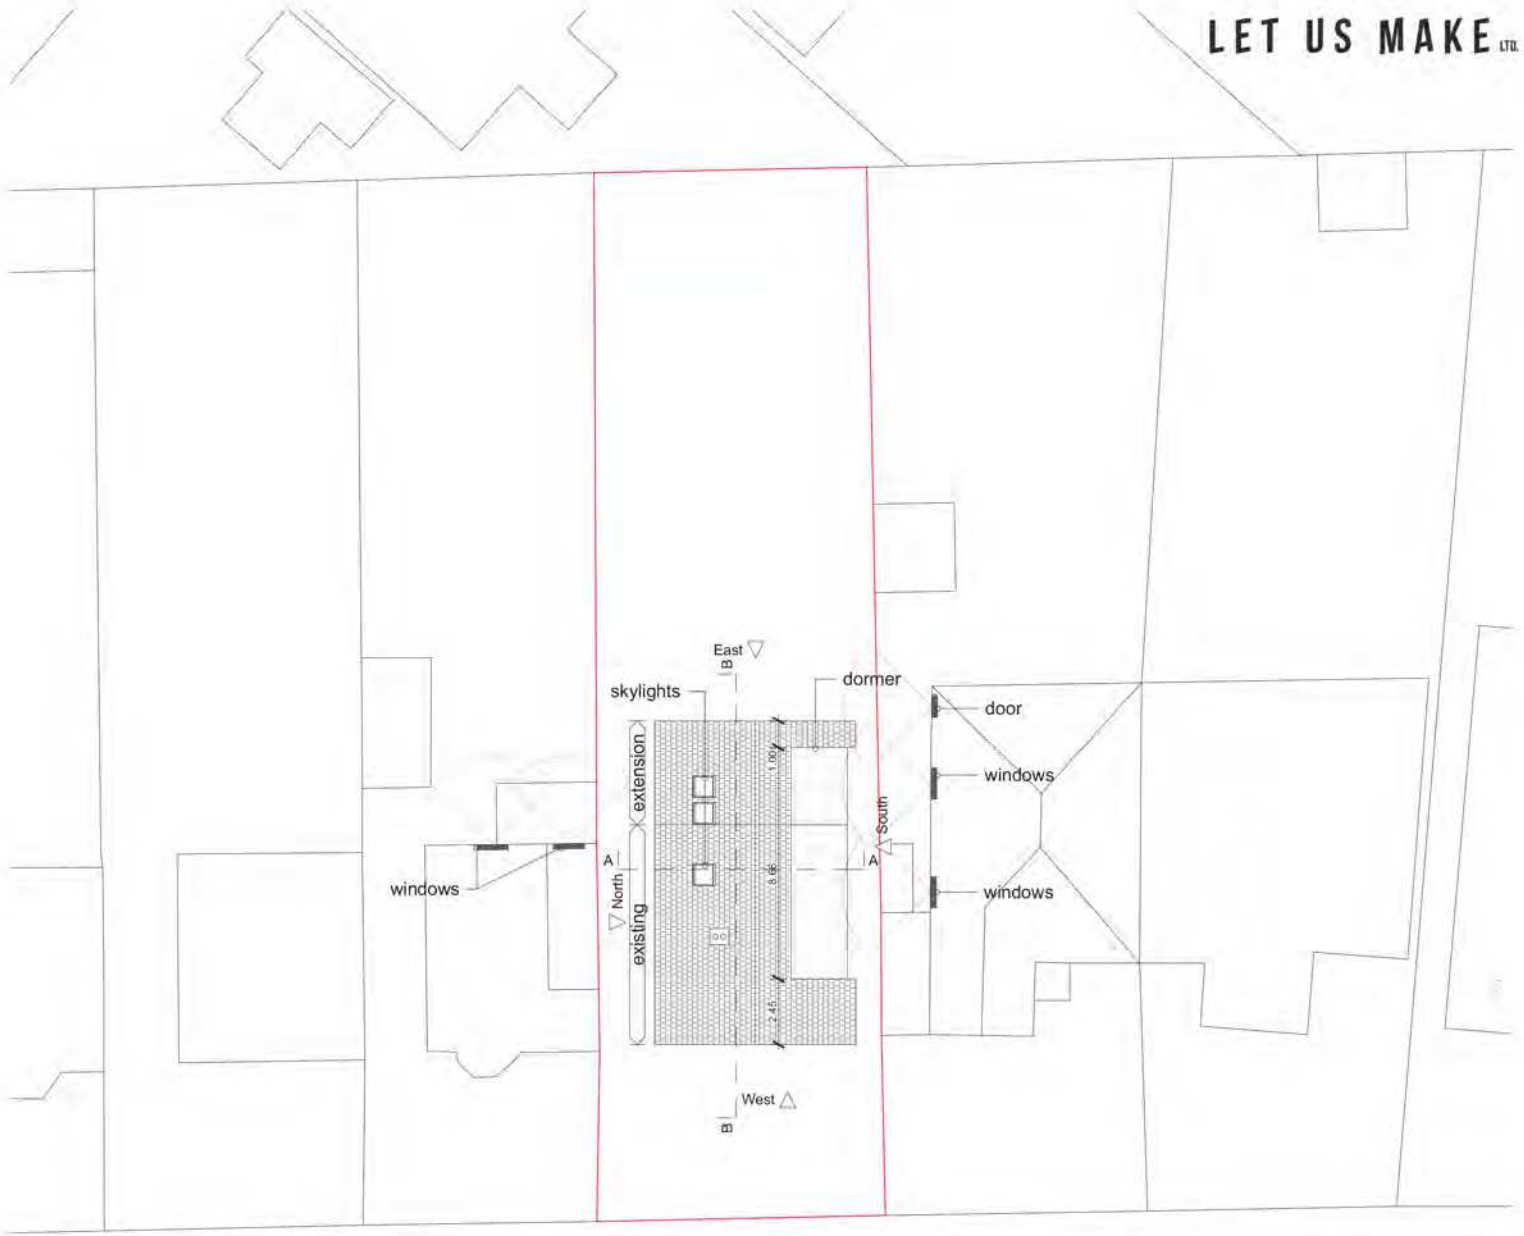 LET US MAKE LTD.
East
B
skylights
dormer
door
extension
1.00
windows
South
A
A
windows
North
8.66
windows
existing
2.45
West
B